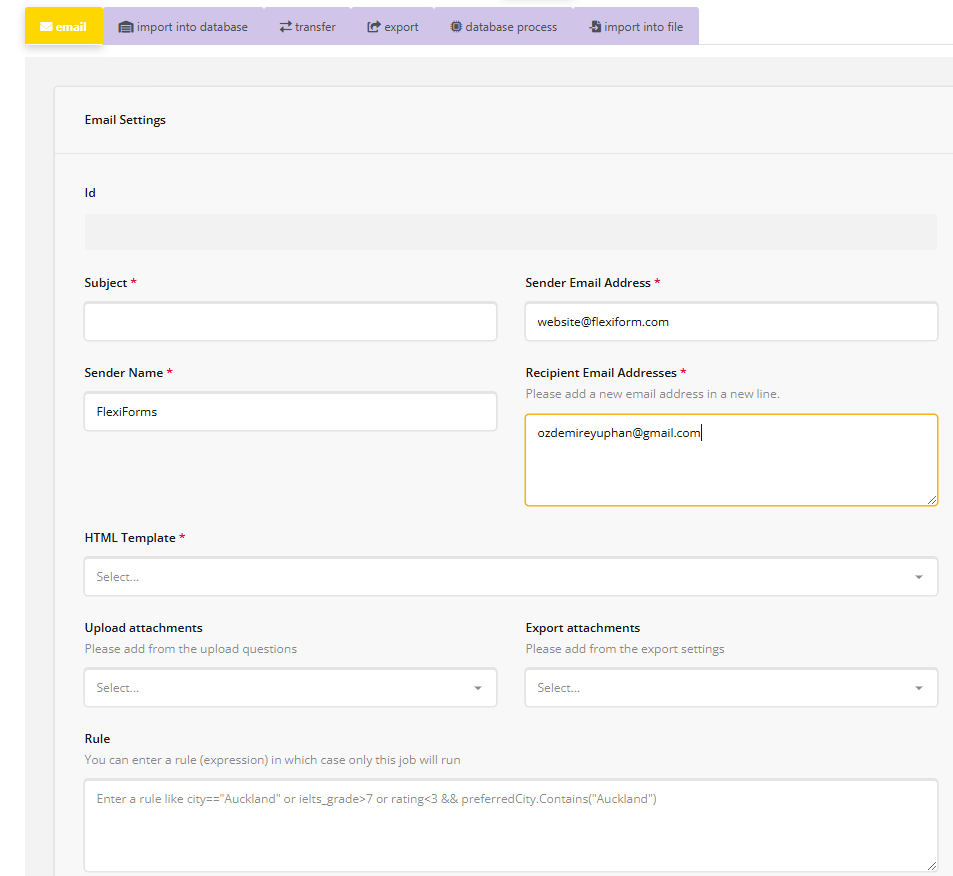 email import into database transfer export database process import into file
Email Settings
Id
Subject *
Sender Email Address *
website@flexiform.com
Sender Name *
Recipient Email Addresses *
Please add a new email address in a new line.
FlexiForms
ozdemireyuphan@gmail.com
HTML Template *
Select...
Upload attachments
Export attachments
Please add from the upload questions
Please add from the export settings
Select...
Select...
Rule
You can enter a rule (expression) in which case only this job will run
Enter a rule like city=="Auckland" or ielts_grade>7 or rating<3 && preferredCity.Contains("Auckland")